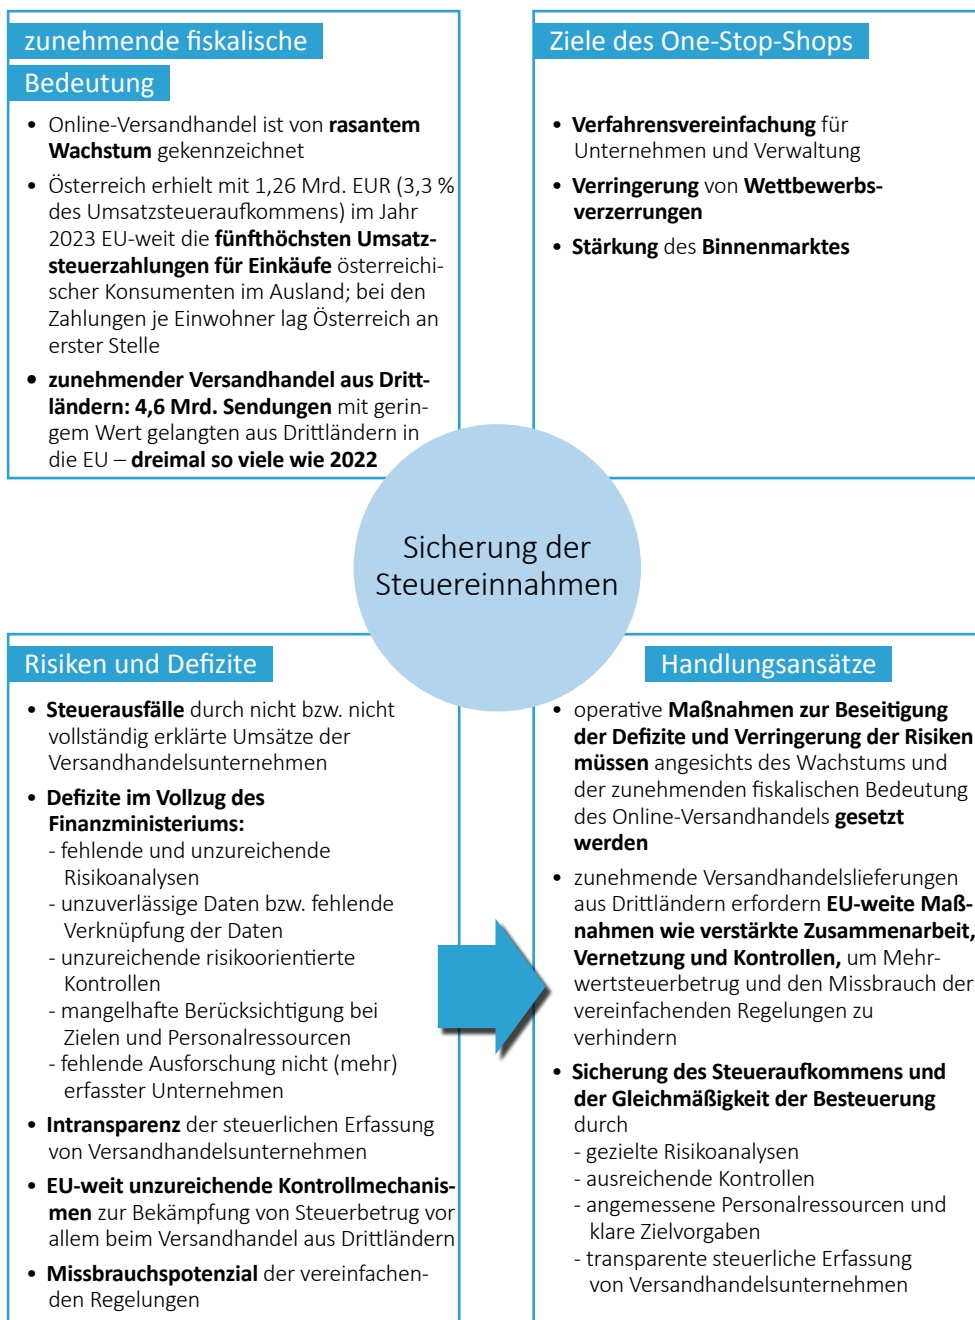 zunehmende fiskalische
Bedeutung
• Online-Versandhandel ist von rasantem
Wachstum gekennzeichnet
• Österreich erhielt mit 1,26 Mrd. EUR (3,3 %
des Umsatzsteueraufkommens) im Jahr
2023 EU-weit die fünfthöchsten Umsatz-
steuerzahlungen für Einkäufe österreichi-
scher Konsumenten im Ausland; bei den
Zahlungen je Einwohner lag Österreich an
erster Stelle
• zunehmender Versandhandel aus Dritt-
ländern: 4,6 Mrd. Sendungen mit gerin-
gem Wert gelangten aus Drittländern in
die EU – dreimal so viele wie 2022
Ziele des One-Stop-Shops
• Verfahrensvereinfachung für
Unternehmen und Verwaltung
• Verringerung von Wettbewerbs-
verzerrungen
• Stärkung des Binnenmarktes
Sicherung der
Steuereinnahmen
Risiken und Defizite
• Steuerausfälle durch nicht bzw. nicht
vollständig erklärte Umsätze der
Versandhandelsunternehmen
• Defizite im Vollzug des
Finanzministeriums:
- fehlende und unzureichende
Risikoanalysen
- unzuverlässige Daten bzw. fehlende
Verknüpfung der Daten
- unzureichende risikoorientierte
Kontrollen
- mangelhafte Berücksichtigung bei
Zielen und Personalressourcen
- fehlende Ausforschung nicht (mehr)
erfasster Unternehmen
• Intransparenz der steuerlichen Erfassung
von Versandhandelsunternehmen
• EU-weit unzureichende Kontrollmechanis-
men zur Bekämpfung von Steuerbetrug vor
allem beim Versandhandel aus Drittländern
• Missbrauchspotenzial der vereinfachen-
den Regelungen
Handlungsansätze
• operative Maßnahmen zur Beseitigung
der Defizite und Verringerung der Risiken
müssen angesichts des Wachstums und
der zunehmenden fiskalischen Bedeutung
des Online-Versandhandels gesetzt
werden
• zunehmende Versandhandelslieferungen
aus Drittländern erfordern EU-weite Maß-
nahmen wie verstärkte Zusammenarbeit,
Vernetzung und Kontrollen, um Mehr-
wertsteuerbetrug und den Missbrauch der
vereinfachenden Regelungen zu
verhindern
• Sicherung des Steueraufkommens und
der Gleichmäßigkeit der Besteuerung
durch
- gezielte Risikoanalysen
- ausreichende Kontrollen
- angemessene Personalressourcen und
klare Zielvorgaben
- transparente steuerliche Erfassung
von Versandhandelsunternehmen